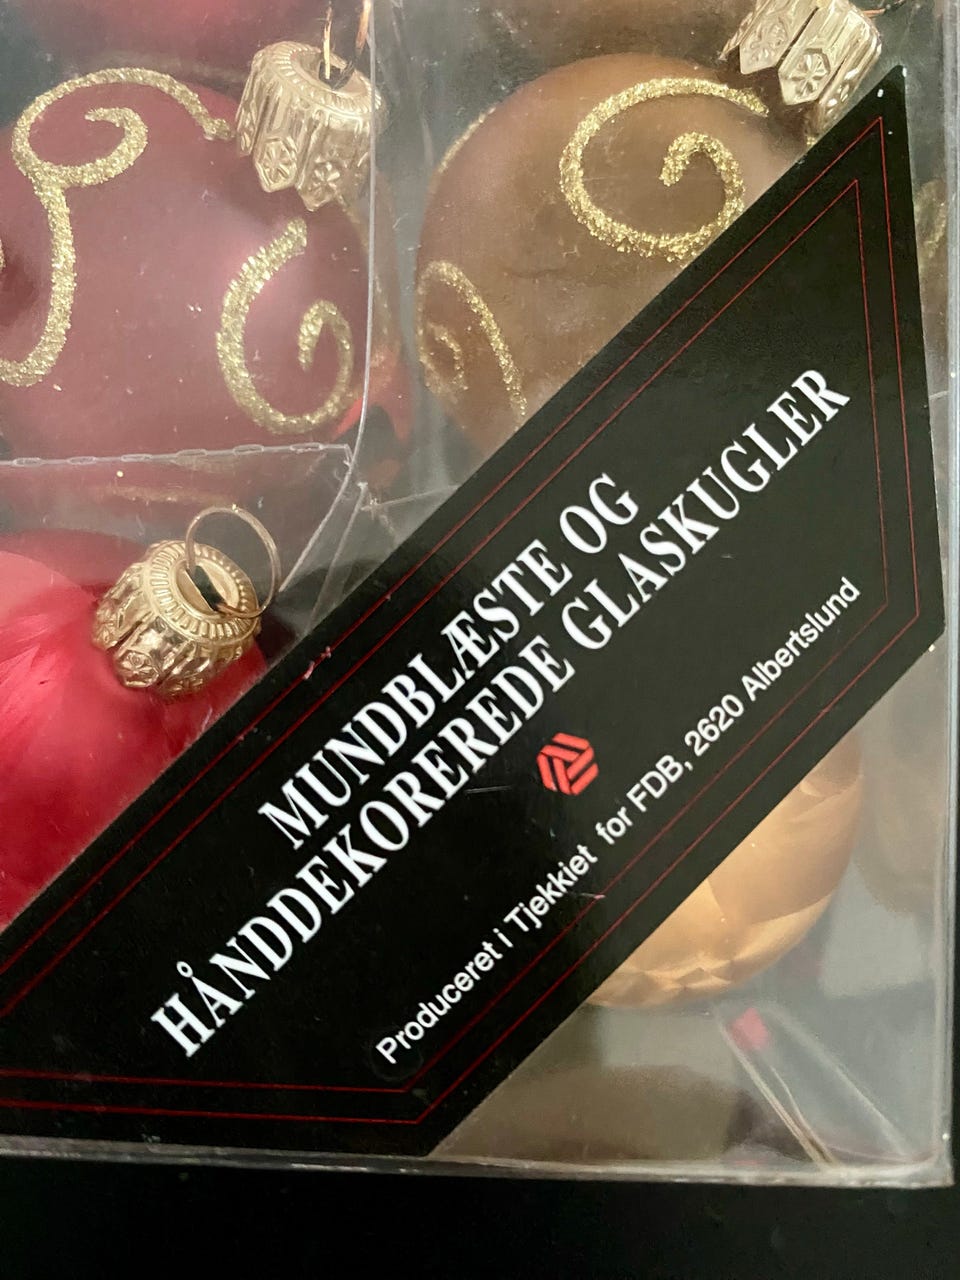 MUNDBLÆSTE OG
HÅNDDEKOREREDE GLASKUGLER
Produceret i Tjekkiet for FDB, 2620 Albertslund